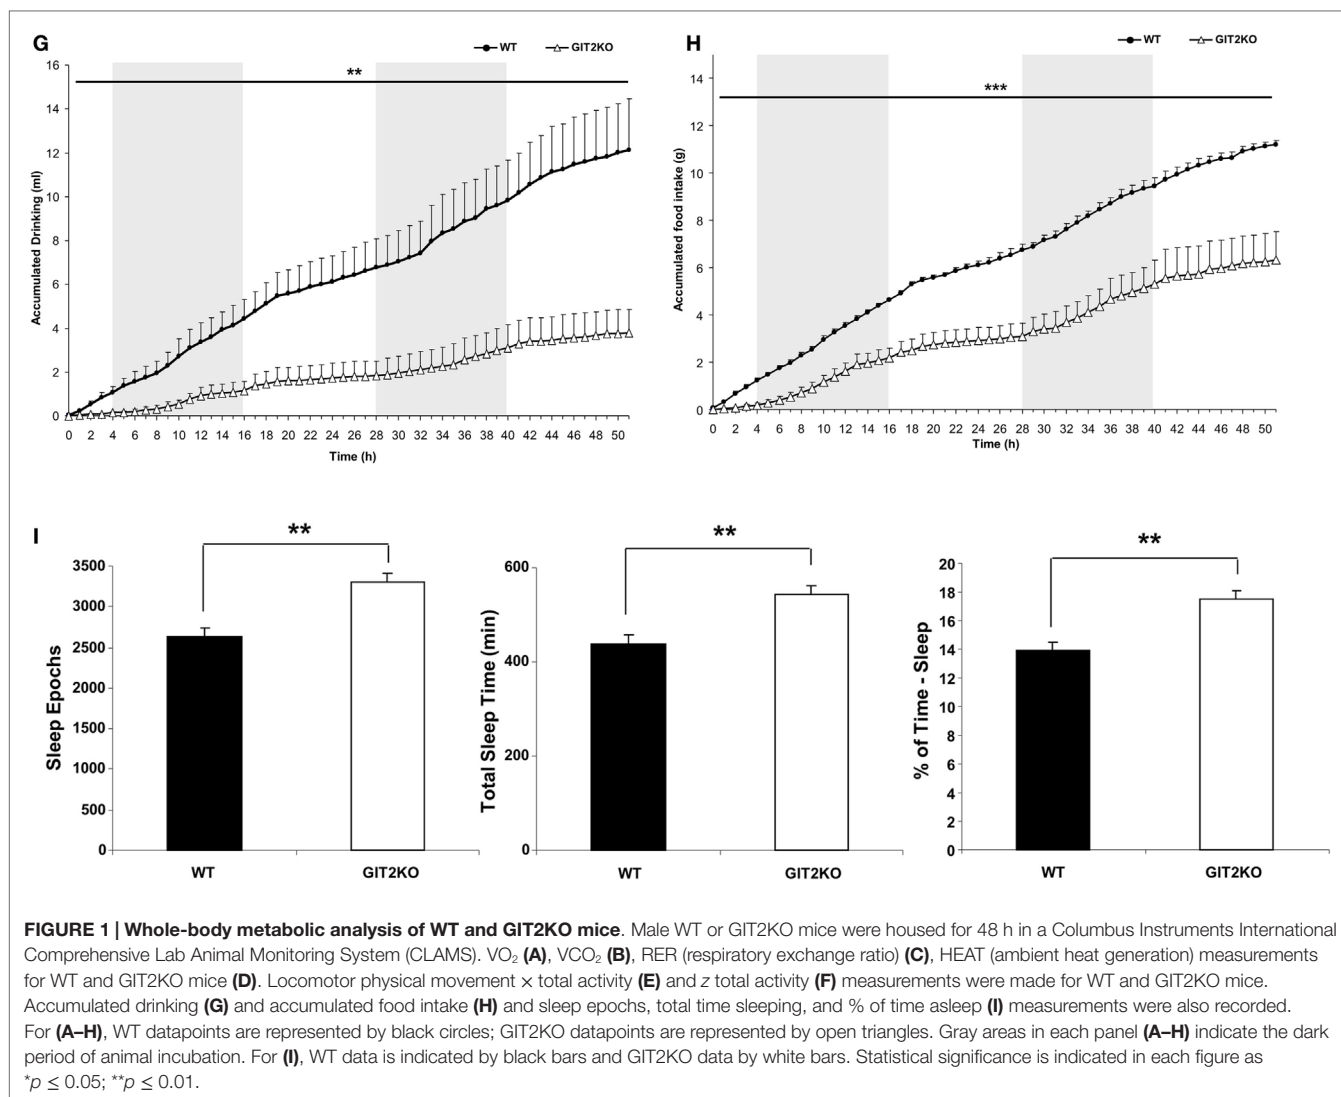 G
WT GIT2KO
16
14
12
10
8
6
4
2
0
Accumulated Drinking (ml)
**
0 2 4 6 8 10 12 14 16 18 20 22 24 26 28 30 32 34 36 38 40 42 44 46 48 50
Time (h)
H
WT GIT2KO
14
12
10
8
6
4
2
0
Accumulated food intake (g)
***
0 2 4 6 8 10 12 14 16 18 20 22 24 26 28 30 32 34 36 38 40 42 44 46 48 50
Time (h)
I
**
3500
3000
2500
2000
1500
1000
500
0
Sleep Epochs
WT GIT2KO
**
600
400
200
0
Total Sleep Time (min)
WT GIT2KO
**
20
18
16
14
12
10
8
6
4
2
0
% of Time - Sleep
WT GIT2KO
FIGURE 1 | Whole-body metabolic analysis of WT and GIT2KO mice. Male WT or GIT2KO mice were housed for 48 h in a Columbus Instruments International
Comprehensive Lab Animal Monitoring System (CLAMS). VO₂ (A), VCO₂ (B), RER (respiratory exchange ratio) (C), HEAT (ambient heat generation) measurements
for WT and GIT2KO mice (D). Locomotor physical movement × total activity (E) and z total activity (F) measurements were made for WT and GIT2KO mice.
Accumulated drinking (G) and accumulated food intake (H) and sleep epochs, total time sleeping, and % of time asleep (I) measurements were also recorded.
For (A–H), WT datapoints are represented by black circles; GIT2KO datapoints are represented by open triangles. Gray areas in each panel (A–H) indicate the dark
period of animal incubation. For (I), WT data is indicated by black bars and GIT2KO data by white bars. Statistical significance is indicated in each figure as
*p ≤ 0.05; **p ≤ 0.01.